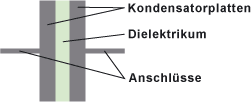 Kondensatorplatten
Dielektrikum
Anschlüsse